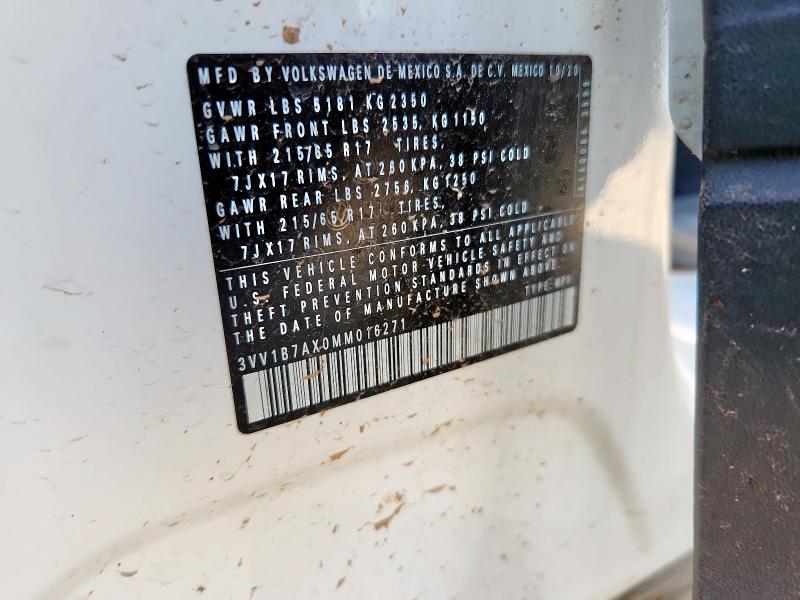 MFD BY VOLKSWAGEN DE MEXICO S.A. DE C.V. MEXICO 10/20
GVWR LBS 5181 KG 2350
GAWR FRONT LBS 2535, KG 1150
WITH 215/65 R17 TIRES,
7JX17 RIMS, AT 260 KPA, 38 PSI COLD
GAWR REAR LBS 2756, KG 1250
WITH 215/65 R17 TIRES,
7JX17 RIMS, AT 260 KPA, 38 PSI COLD
THIS VEHICLE CONFORMS TO ALL APPLICABLE
U.S. FEDERAL MOTOR VEHICLE SAFETY AND
THEFT PREVENTION STANDARDS IN EFFECT ON
THE DATE OF MANUFACTURE SHOWN ABOVE.
3VV1B7AX0MM016271
TYPE: